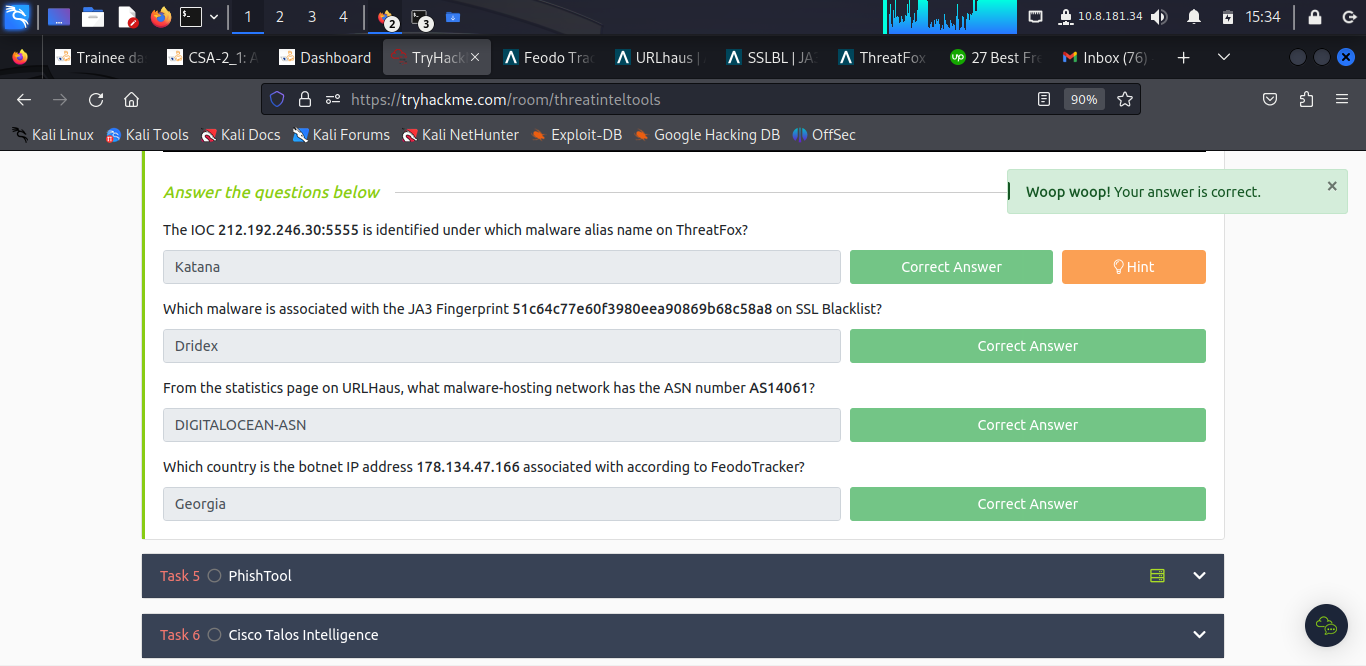 1 2 3 4 2 3 10.8.181.34 15:34
Trainee da CSA-2_1: A Dashboard TryHack Feodo Trac URLhaus | SSLBL | JA ThreatFox 27 Best Fre Inbox (76)
https://tryhackme.com/room/threatinteltools 90%
Kali Linux Kali Tools Kali Docs Kali Forums Kali NetHunter Exploit-DB Google Hacking DB OffSec
Answer the questions below
Woop woop! Your answer is correct.
The IOC 212.192.246.30:5555 is identified under which malware alias name on ThreatFox?
Katana Correct Answer Hint
Which malware is associated with the JA3 Fingerprint 51c64c77e60f3980eea90869b68c58a8 on SSL Blacklist?
Dridex Correct Answer
From the statistics page on URLHaus, what malware-hosting network has the ASN number AS14061?
DIGITALOCEAN-ASN Correct Answer
Which country is the botnet IP address 178.134.47.166 associated with according to FeodoTracker?
Georgia Correct Answer
Task 5 PhishTool
Task 6 Cisco Talos Intelligence